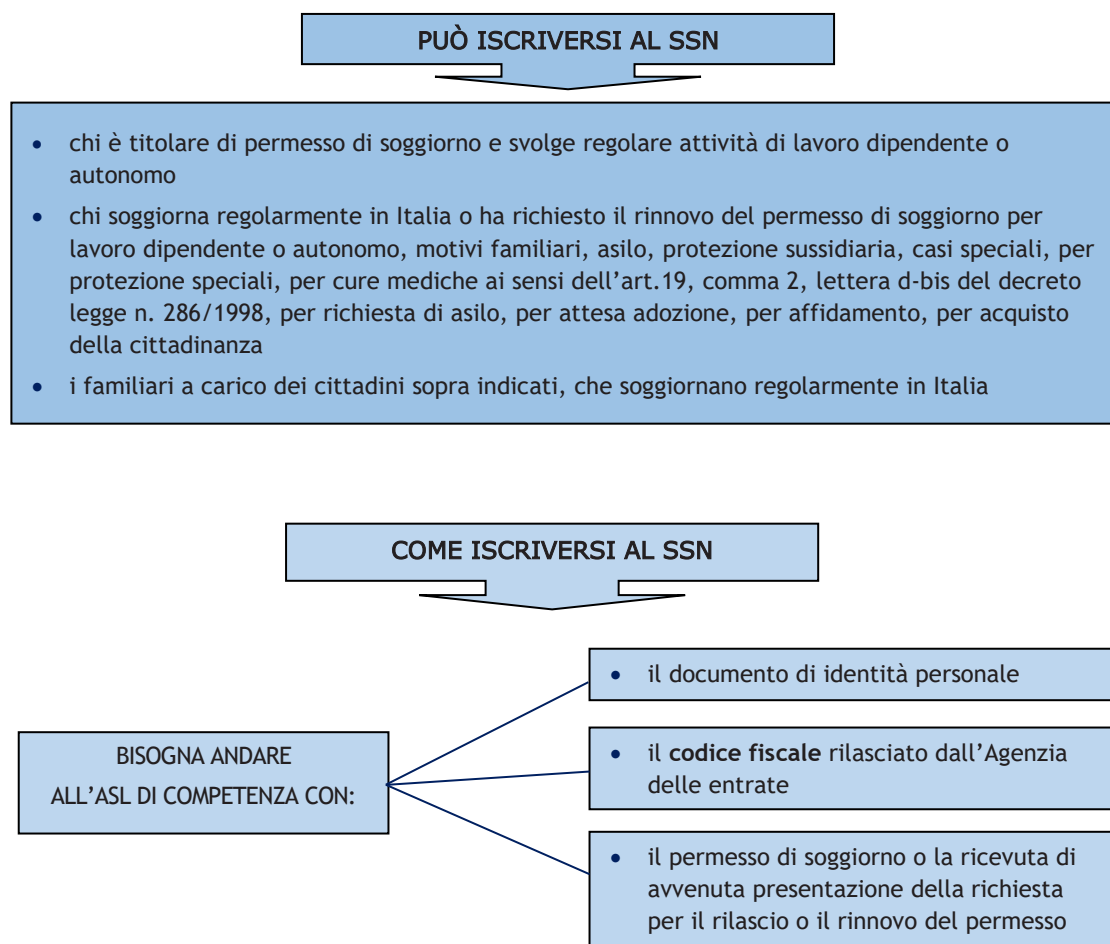 PUÒ ISCRIVERSI AL SSN
• chi è titolare di permesso di soggiorno e svolge regolare attività di lavoro dipendente o
autonomo
• chi soggiorna regolarmente in Italia o ha richiesto il rinnovo del permesso di soggiorno per
lavoro dipendente o autonomo, motivi familiari, asilo, protezione sussidiaria, casi speciali, per
protezione speciali, per cure mediche ai sensi dell'art.19, comma 2, lettera d-bis del decreto
legge n. 286/1998, per richiesta di asilo, per attesa adozione, per affidamento, per acquisto
della cittadinanza
• i familiari a carico dei cittadini sopra indicati, che soggiornano regolarmente in Italia
COME ISCRIVERSI AL SSN
BISOGNA ANDARE
ALL'ASL DI COMPETENZA CON:
• il documento di identità personale
• il codice fiscale rilasciato dall'Agenzia
delle entrate
• il permesso di soggiorno o la ricevuta di
avvenuta presentazione della richiesta
per il rilascio o il rinnovo del permesso